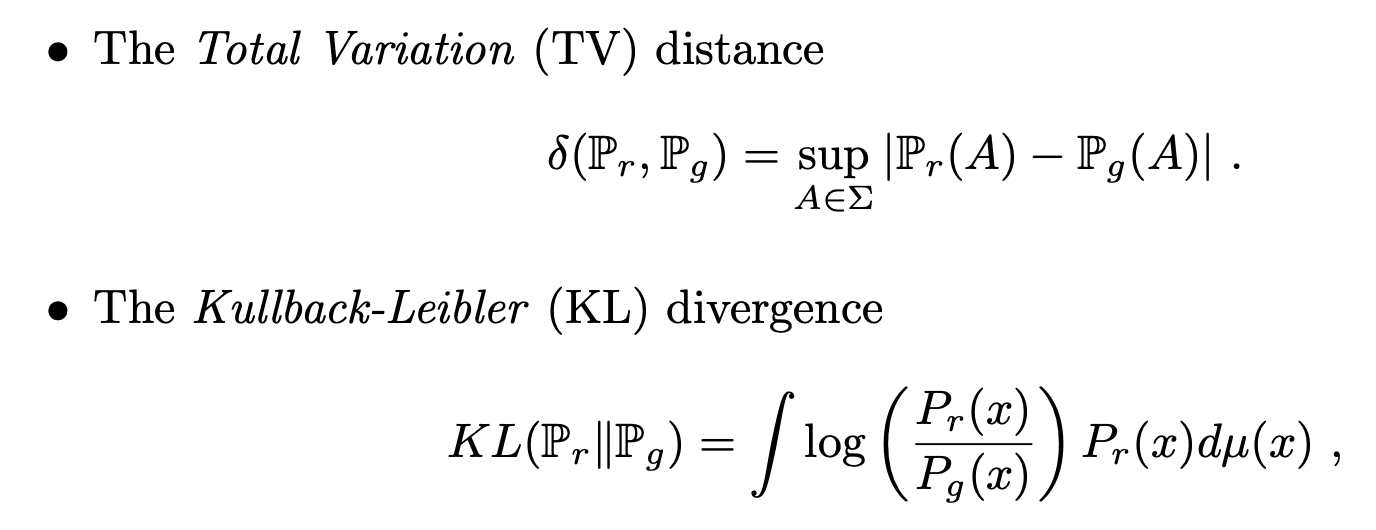 • The Total Variation (TV) distance
δ(ℙ_r, ℙ_g) = sup_{A∈Σ} |ℙ_r(A) − ℙ_g(A)| .
• The Kullback-Leibler (KL) divergence
KL(ℙ_r‖ℙ_g) = ∫ log (P_r(x)/P_g(x)) P_r(x)dμ(x) ,